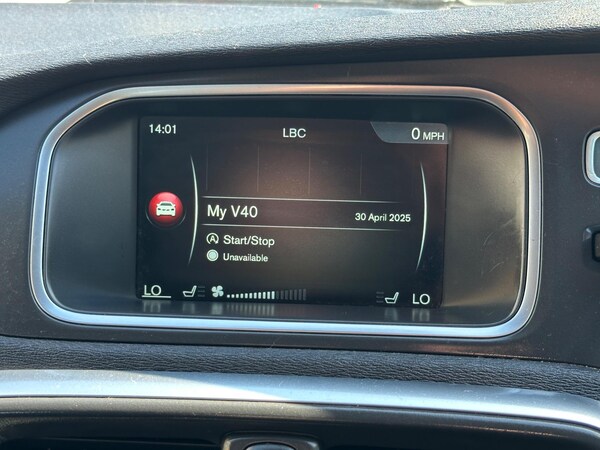 14:01 LBC 0 MPH
My V40 30 April 2025
A Start/Stop
Unavailable
LO LO